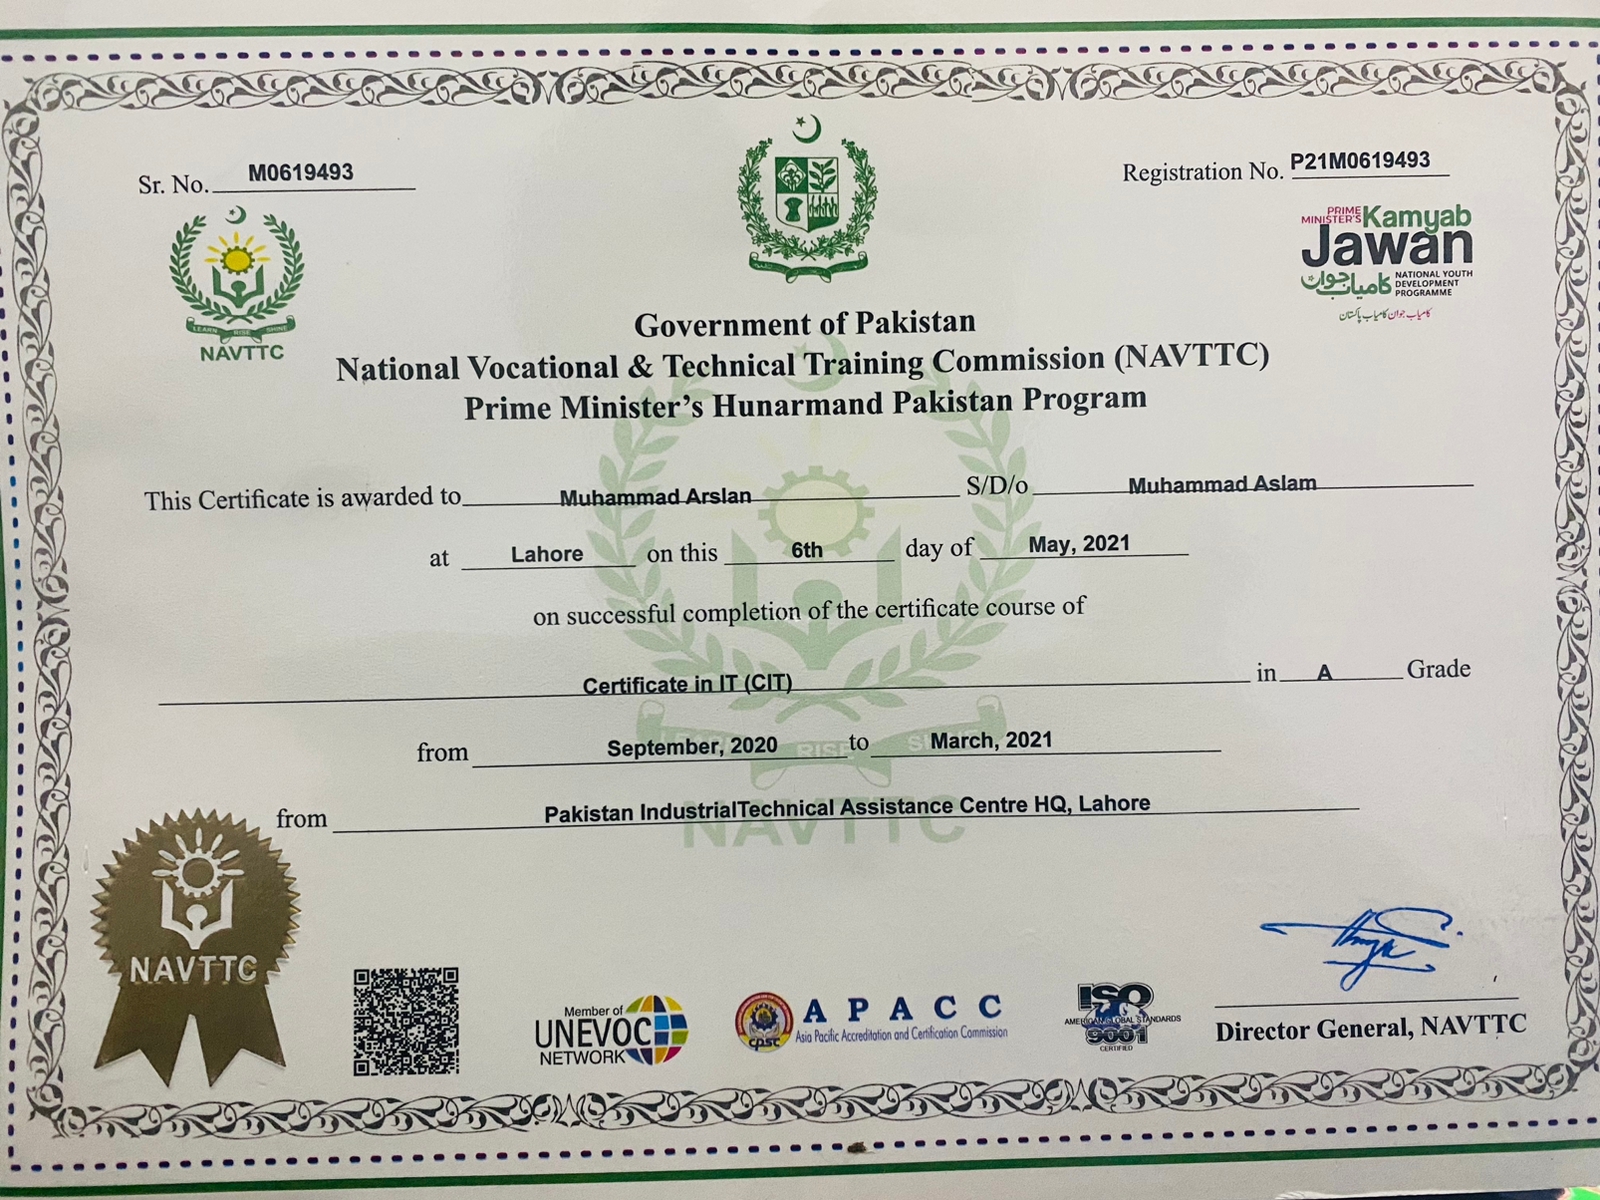 Sr. No. M0619493
Registration No. P21M0619493
PRIME MINISTER'S Kamyab
Jawan
کامیاب جوان
NATIONAL YOUTH
DEVELOPMENT
PROGRAMME
کامیاب جوان کامیاب پاکستان
LEARN RISE SHINE
NAVTTC
Government of Pakistan
National Vocational & Technical Training Commission (NAVTTC)
Prime Minister's Hunarmand Pakistan Program
This Certificate is awarded to Muhammad Arslan S/D/o Muhammad Aslam
at Lahore on this 6th day of May, 2021
on successful completion of the certificate course of
Certificate in IT (CIT) in A Grade
from September, 2020 to March, 2021
RISE
from Pakistan IndustrialTechnical Assistance Centre HQ, Lahore
NAVTTC
NAVTTC
Member of
UNEVOC
NETWORK
cpsc
APACC
Asia Pacific Accreditation and Certification Commission
ISO
AMERICAN GLOBAL STANDARDS
9001
CERTIFIED
Director General, NAVTTC